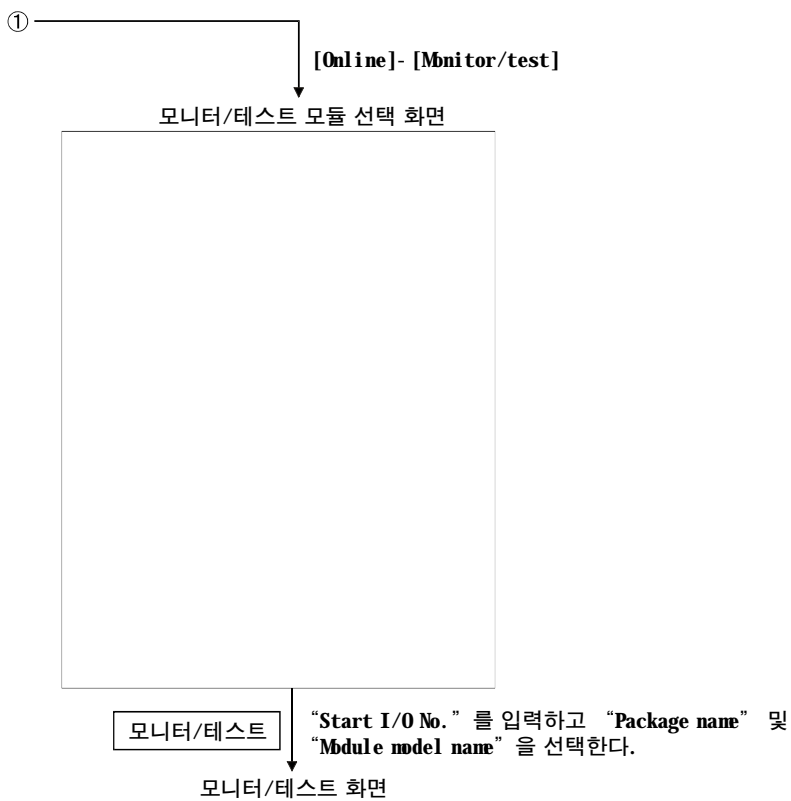 ①
[Online]- [Monitor/test]
모니터/테스트 모듈 선택 화면
모니터/테스트
“Start I/O No.” 를 입력하고 “Package name” 및
“Module model name” 을 선택한다.
모니터/테스트 화면